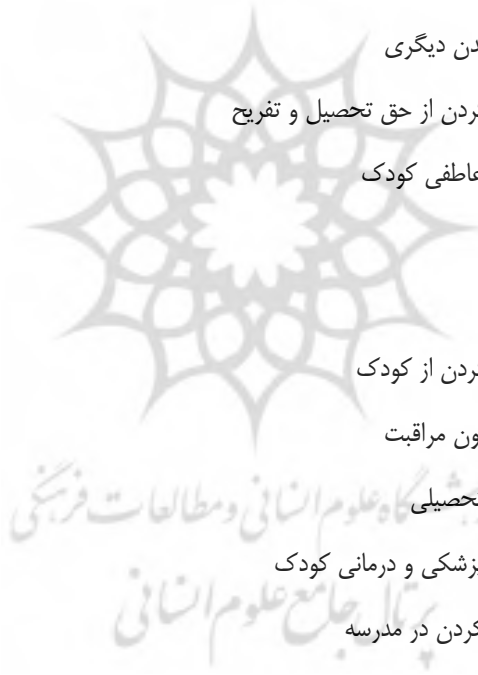 دن دیگری
ردن از حق تحصیل و تفریح
عاطفی کودک
ردن از کودک
ون مراقبت
پژوهشگاه علوم انسانی و مطالعات فرهنگی
تحصیلی
پزشکی و درمانی کودک
پرتال جامع علوم انسانی
کردن در مدرسه